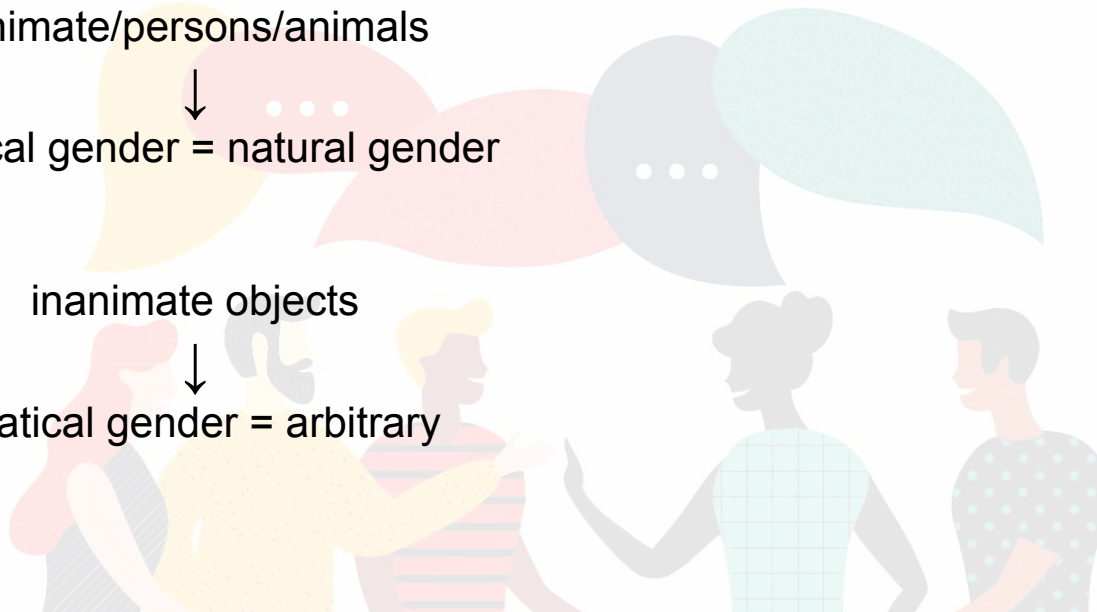 nimate/persons/animals
↓
cal gender = natural gender
inanimate objects
↓
atical gender = arbitrary